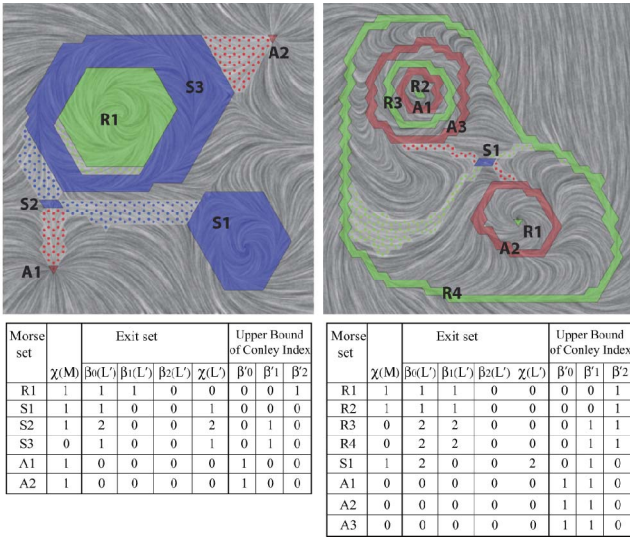 A2
S3
R1
S2
S1
A1
R2
R3
A1
A3
S1
R1
A2
R4
Morse set χ(M) Exit set Upper Bound of Conley Index
β0(L′) β1(L′) β2(L′) χ(L′) β′0 β′1 β′2
R1 1 1 1 0 0 0 0 1
S1 1 1 0 0 1 0 0 0
S2 1 2 0 0 2 0 1 0
S3 0 1 0 0 1 0 1 0
A1 1 0 0 0 0 1 0 0
A2 1 0 0 0 0 1 0 0
Morse set χ(M) Exit set Upper Bound of Conley Index
β0(L′) β1(L′) β2(L′) χ(L′) β′0 β′1 β′2
R1 1 1 1 0 0 0 0 1
R2 1 1 1 0 0 0 0 1
R3 0 2 2 0 0 0 1 1
R4 0 2 2 0 0 0 1 1
S1 1 2 0 0 2 0 1 0
A1 0 0 0 0 0 1 1 0
A2 0 0 0 0 0 1 1 0
A3 0 0 0 0 0 1 1 0